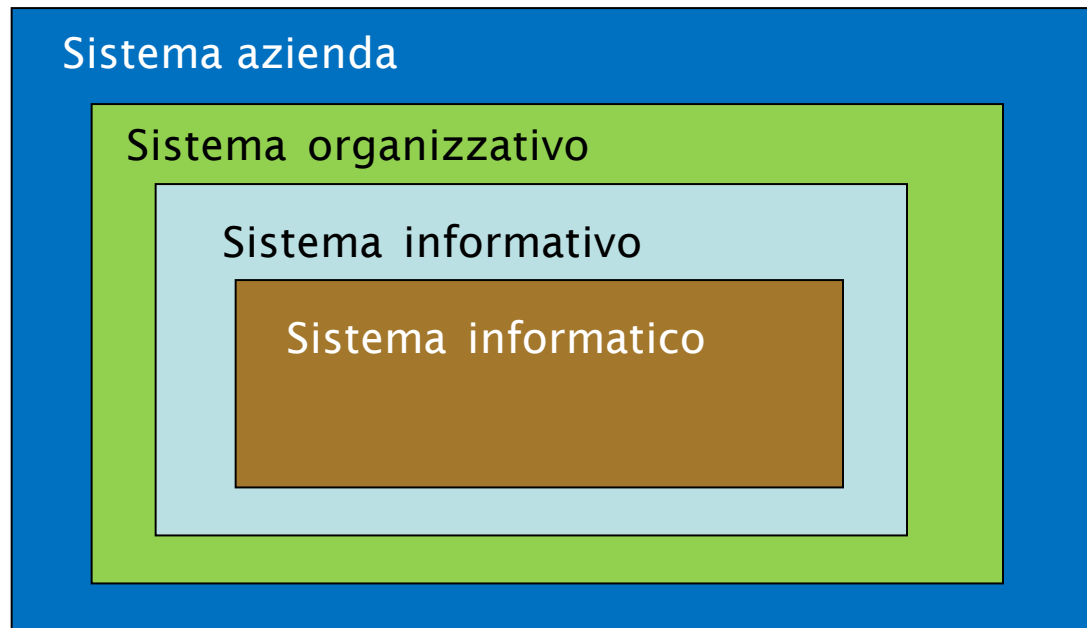 Sistema azienda
Sistema organizzativo
Sistema informativo
Sistema informatico